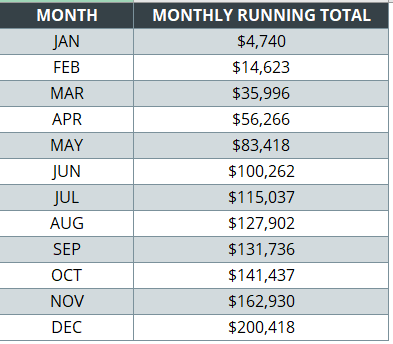 MONTH MONTHLY RUNNING TOTAL
JAN $4,740
FEB $14,623
MAR $35,996
APR $56,266
MAY $83,418
JUN $100,262
JUL $115,037
AUG $127,902
SEP $131,736
OCT $141,437
NOV $162,930
DEC $200,418